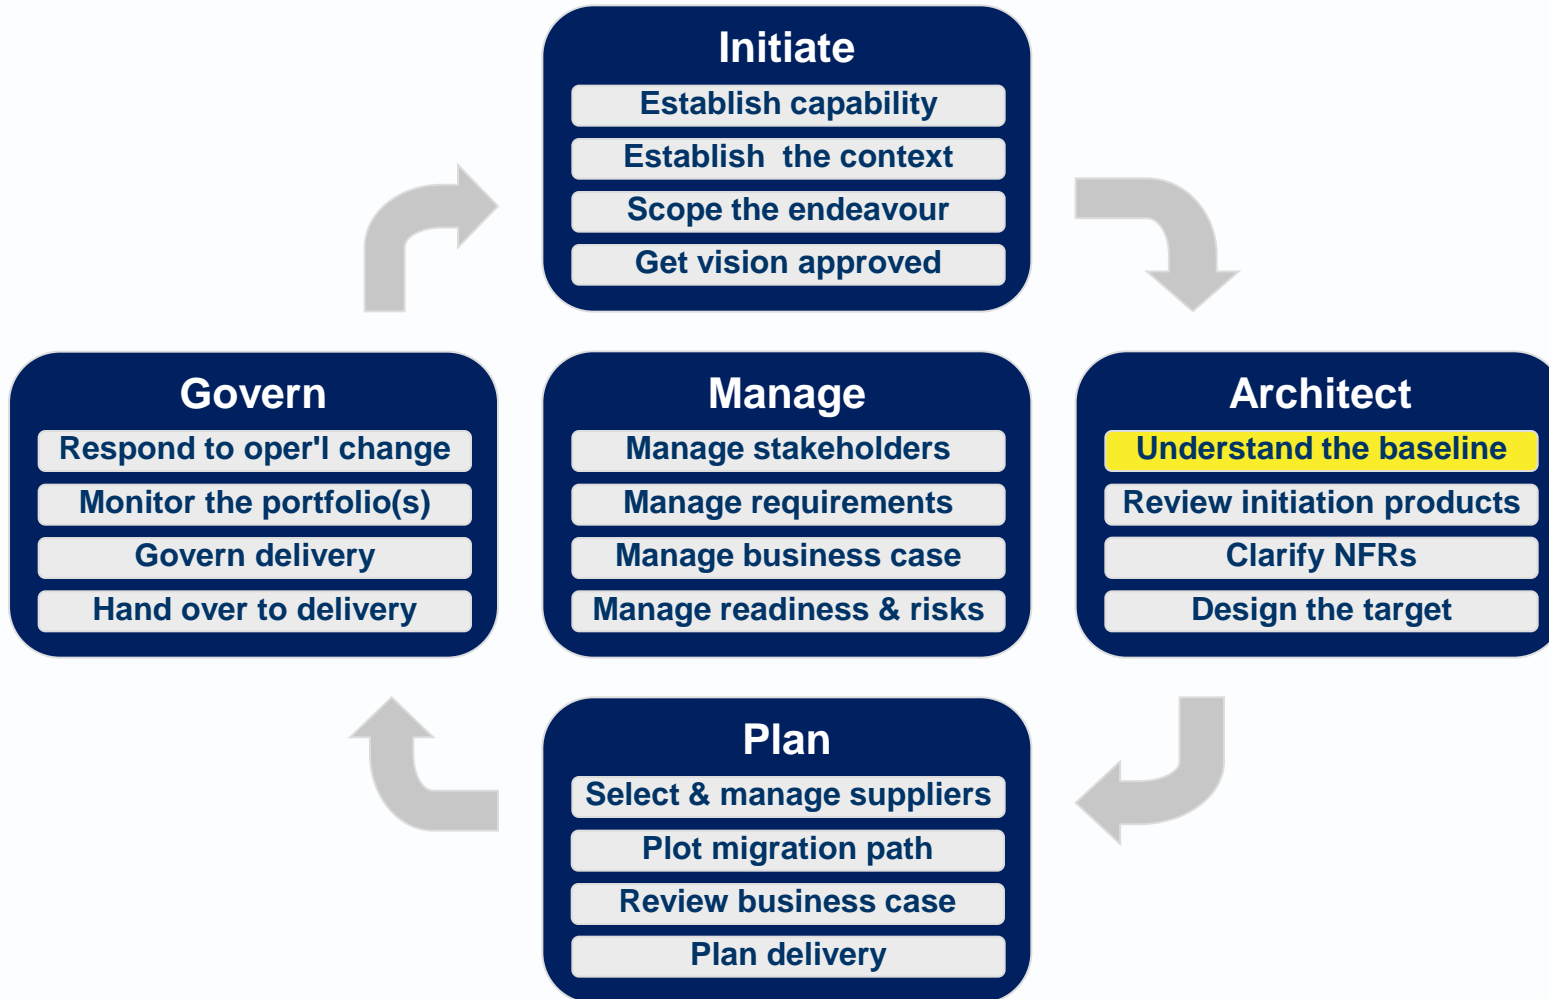 Initiate
Establish capability
Establish  the context
Scope the endeavour
Get vision approved
Govern
Respond to oper'l change
Monitor the portfolio(s)
Govern delivery
Hand over to delivery
Manage
Manage stakeholders
Manage requirements
Manage business case
Manage readiness & risks
Architect
Understand the baseline
Review initiation products
Clarify NFRs
Design the target
Plan
Select & manage suppliers
Plot migration path
Review business case
Plan delivery